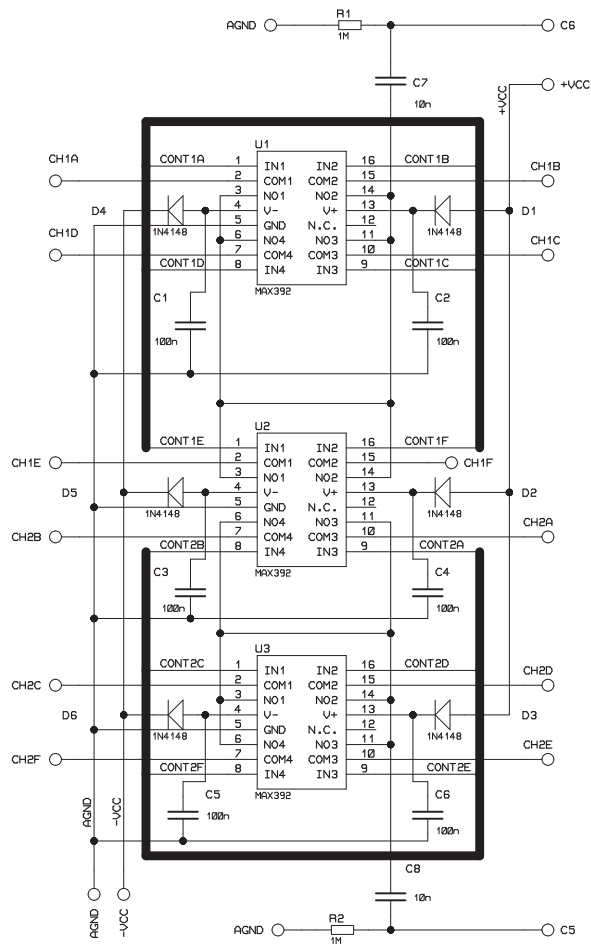 AGND R1 1M C6
C7 10n
+VCC +VCC
U1
CH1A CONT1A 1 IN1 IN2 16 CONT1B CH1B
2 COM1 COM2 15
3 NO1 NO2 14
D4 1N4148 4 V- V+ 13 1N4148 D1
5 GND N.C. 12
CH1D 6 NO4 NO3 11 CH1C
7 COM4 COM3 10
CONT1D 8 IN4 IN3 9 CONT1C
MAX392
C1 100n C2 100n
U2
CONT1E 1 IN1 IN2 16 CONT1F
CH1E 2 COM1 COM2 15 CH1F
3 NO1 NO2 14
D5 1N4148 4 V- V+ 13 1N4148 D2
5 GND N.C. 12
6 NO4 NO3 11
CH2B 7 COM4 COM3 10 CH2A
CONT2B 8 IN4 IN3 9 CONT2A
MAX392
C3 100n C4 100n
U3
CONT2C 1 IN1 IN2 16 CONT2D
CH2C 2 COM1 COM2 15 CH2D
3 NO1 NO2 14
D6 1N4148 4 V- V+ 13 1N4148 D3
5 GND N.C. 12
6 NO4 NO3 11
CH2F 7 COM4 COM3 10 CH2E
CONT2F 8 IN4 IN3 9 CONT2E
MAX392
C5 100n C6 100n
AGND -VCC
C8 10n
AGND -VCC
AGND R2 1M C5